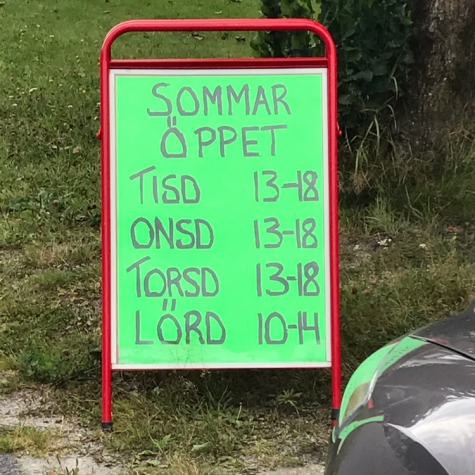 SOMMAR
ÖPPET
TISD 13-18
ONSD 13-18
TORSD 13-18
LÖRD 10-14